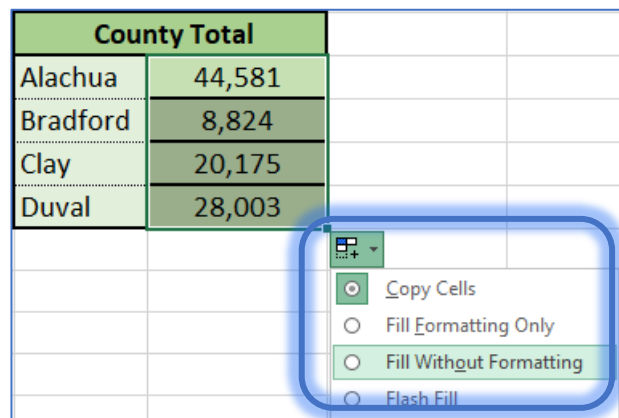 County Total
Alachua 44,581
Bradford 8,824
Clay 20,175
Duval 28,003
Copy Cells
Fill Formatting Only
Fill Without Formatting
Flash Fill